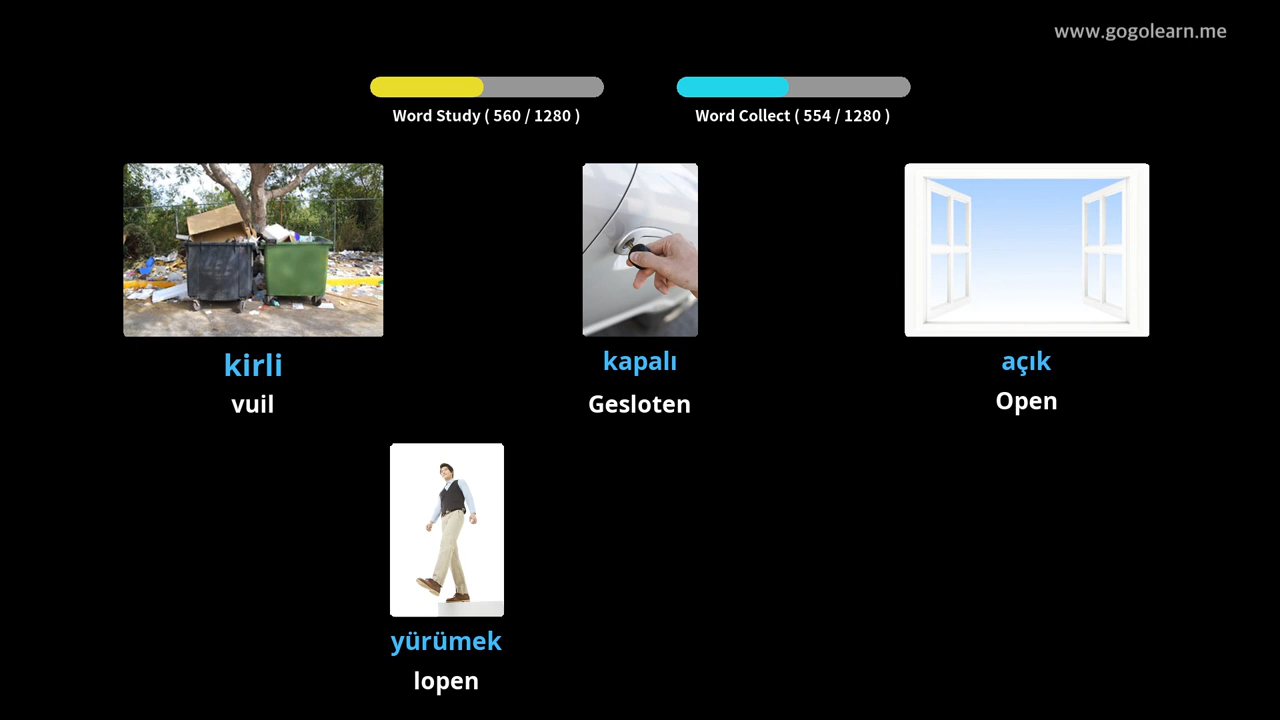 www.gogolearn.me
Word Study ( 560 / 1280 )
Word Collect ( 554 / 1280 )
kirli
vuil
kapalı
Gesloten
açık
Open
yürümek
lopen